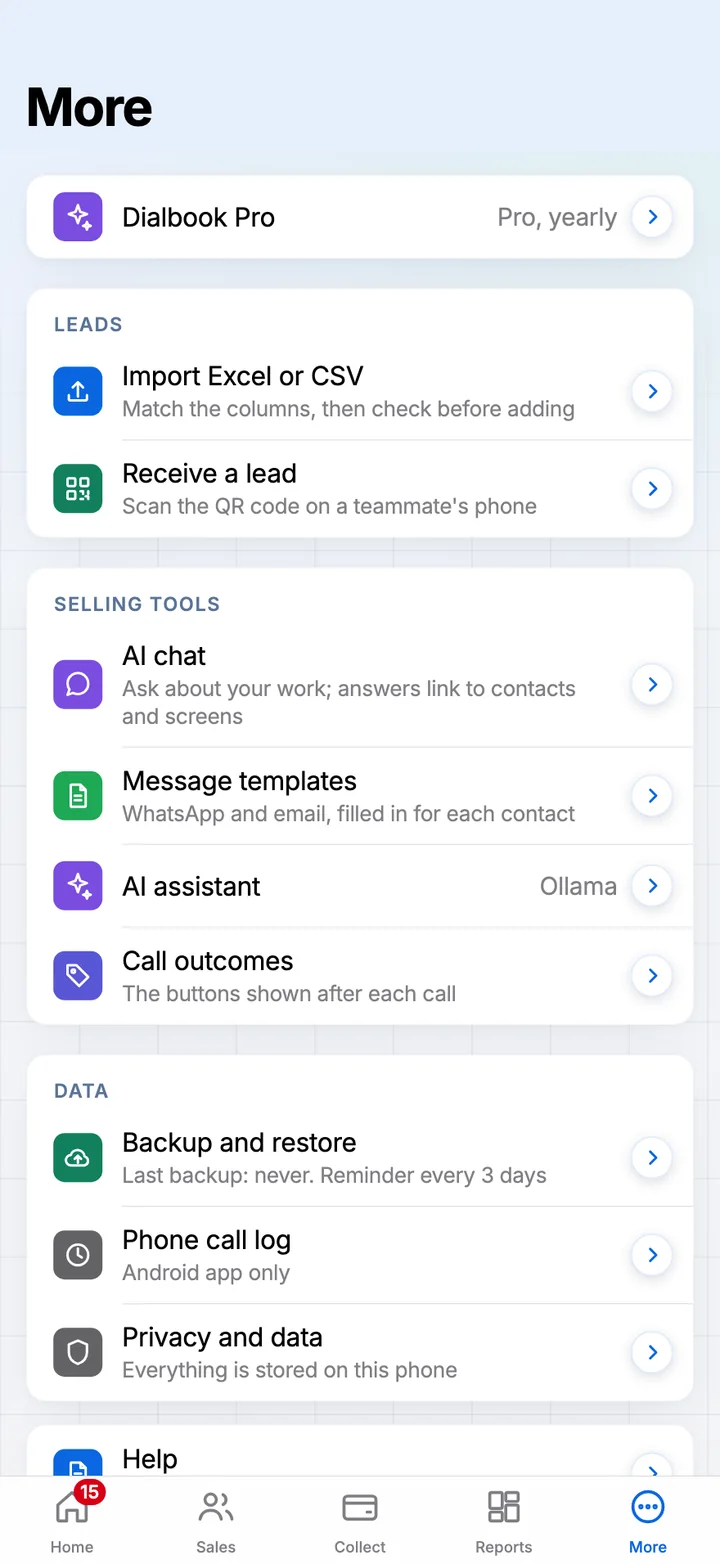 More
Dialbook Pro
Pro, yearly
LEADS
Import Excel or CSV
Match the columns, then check before adding
Receive a lead
Scan the QR code on a teammate's phone
SELLING TOOLS
AI chat
Ask about your work; answers link to contacts
and screens
Message templates
WhatsApp and email, filled in for each contact
AI assistant
Ollama
Call outcomes
The buttons shown after each call
DATA
Backup and restore
Last backup: never. Reminder every 3 days
Phone call log
Android app only
Privacy and data
Everything is stored on this phone
Help
15
Home
Sales
Collect
Reports
More